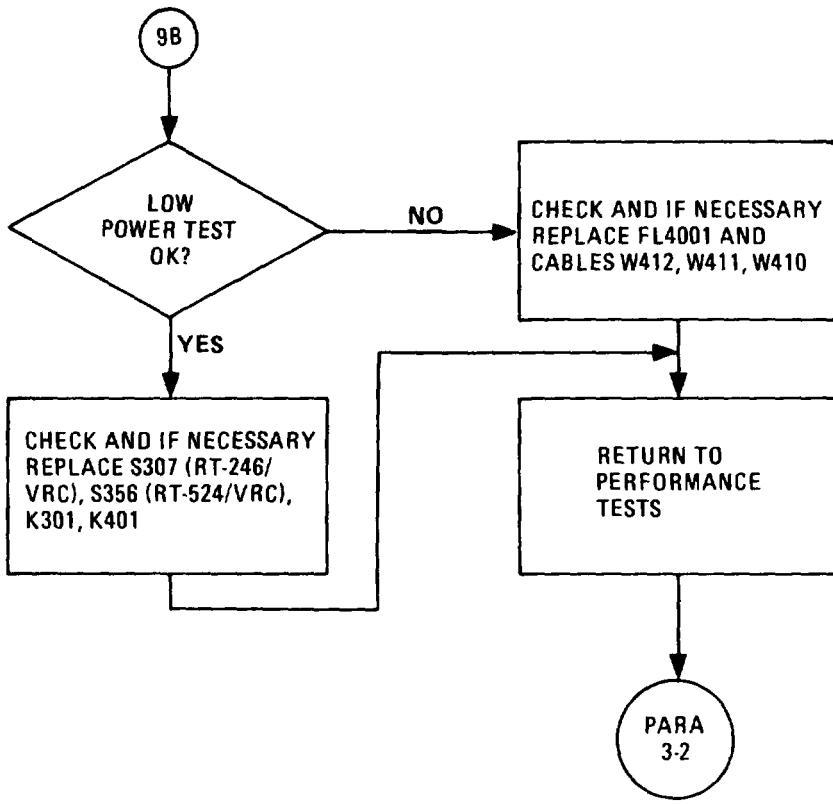 9B
LOW
POWER TEST
OK?
NO
CHECK AND IF NECESSARY
REPLACE FL4001 AND
CABLES W412, W411, W410
YES
CHECK AND IF NECESSARY
REPLACE S307 (RT-246/
VRC), S356 (RT-524/VRC),
K301, K401
RETURN TO
PERFORMANCE
TESTS
PARA
3-2